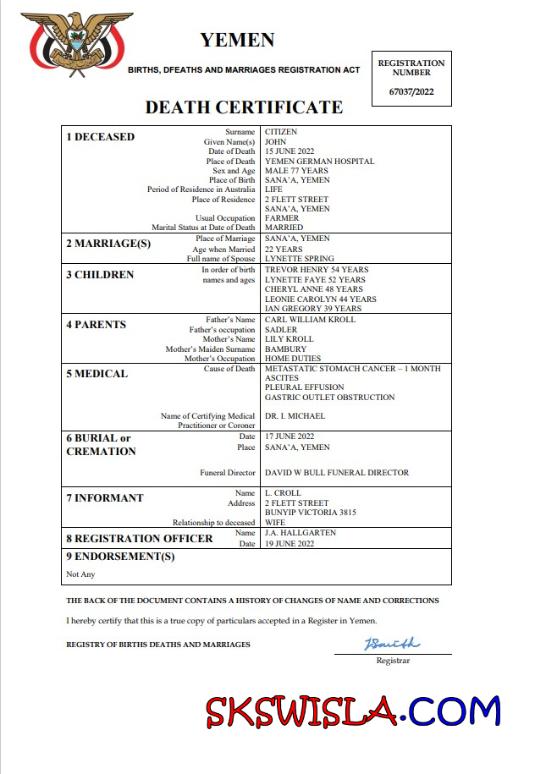 YEMEN
BIRTHS, DFEATHS AND MARRIAGES REGISTRATION ACT
REGISTRATION
NUMBER
67037/2022
DEATH CERTIFICATE
1 DECEASED
Surname CITIZEN
Given Name(s) JOHN
Date of Death 15 JUNE 2022
Place of Death YEMEN GERMAN HOSPITAL
Sex and Age MALE 77 YEARS
Place of Birth SANA'A, YEMEN
Period of Residence in Australia LIFE
Place of Residence 2 FLETT STREET
SANA'A, YEMEN
Usual Occupation FARMER
Marital Status at Date of Death MARRIED
2 MARRIAGE(S)
Place of Marriage SANA'A, YEMEN
Age when Married 22 YEARS
Full name of Spouse LYNETTE SPRING
3 CHILDREN
In order of birth TREVOR HENRY 54 YEARS
names and ages LYNETTE FAYE 52 YEARS
CHERYL ANNE 48 YEARS
LEONIE CAROLYN 44 YEARS
IAN GREGORY 39 YEARS
4 PARENTS
Father's Name CARL WILLIAM KROLL
Father's occupation SADLER
Mother's Name LILY KROLL
Mother's Maiden Surname BAMBURY
Mother's Occupation HOME DUTIES
5 MEDICAL
Cause of Death METASTATIC STOMACH CANCER – 1 MONTH
ASCITES
PLEURAL EFFUSION
GASTRIC OUTLET OBSTRUCTION
Name of Certifying Medical DR. I. MICHAEL
Practitioner or Coroner
6 BURIAL or
CREMATION
Date 17 JUNE 2022
Place SANA'A, YEMEN
Funeral Director DAVID W BULL FUNERAL DIRECTOR
7 INFORMANT
Name L. CROLL
Address 2 FLETT STREET
BUNYIP VICTORIA 3815
Relationship to deceased WIFE
8 REGISTRATION OFFICER
Name J.A. HALLGARTEN
Date 19 JUNE 2022
9 ENDORSEMENT(S)
Not Any
THE BACK OF THE DOCUMENT CONTAINS A HISTORY OF CHANGES OF NAME AND CORRECTIONS
I hereby certify that this is a true copy of particulars accepted in a Register in Yemen.
REGISTRY OF BIRTHS DEATHS AND MARRIAGES
Registrar
SKSWISLA.COM